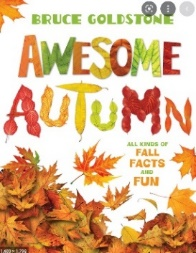 BRUCE GOLDSTONE
AWESOME
AUTUMN
ALL KINDS OF
FALL
FACTS
AND
FUN